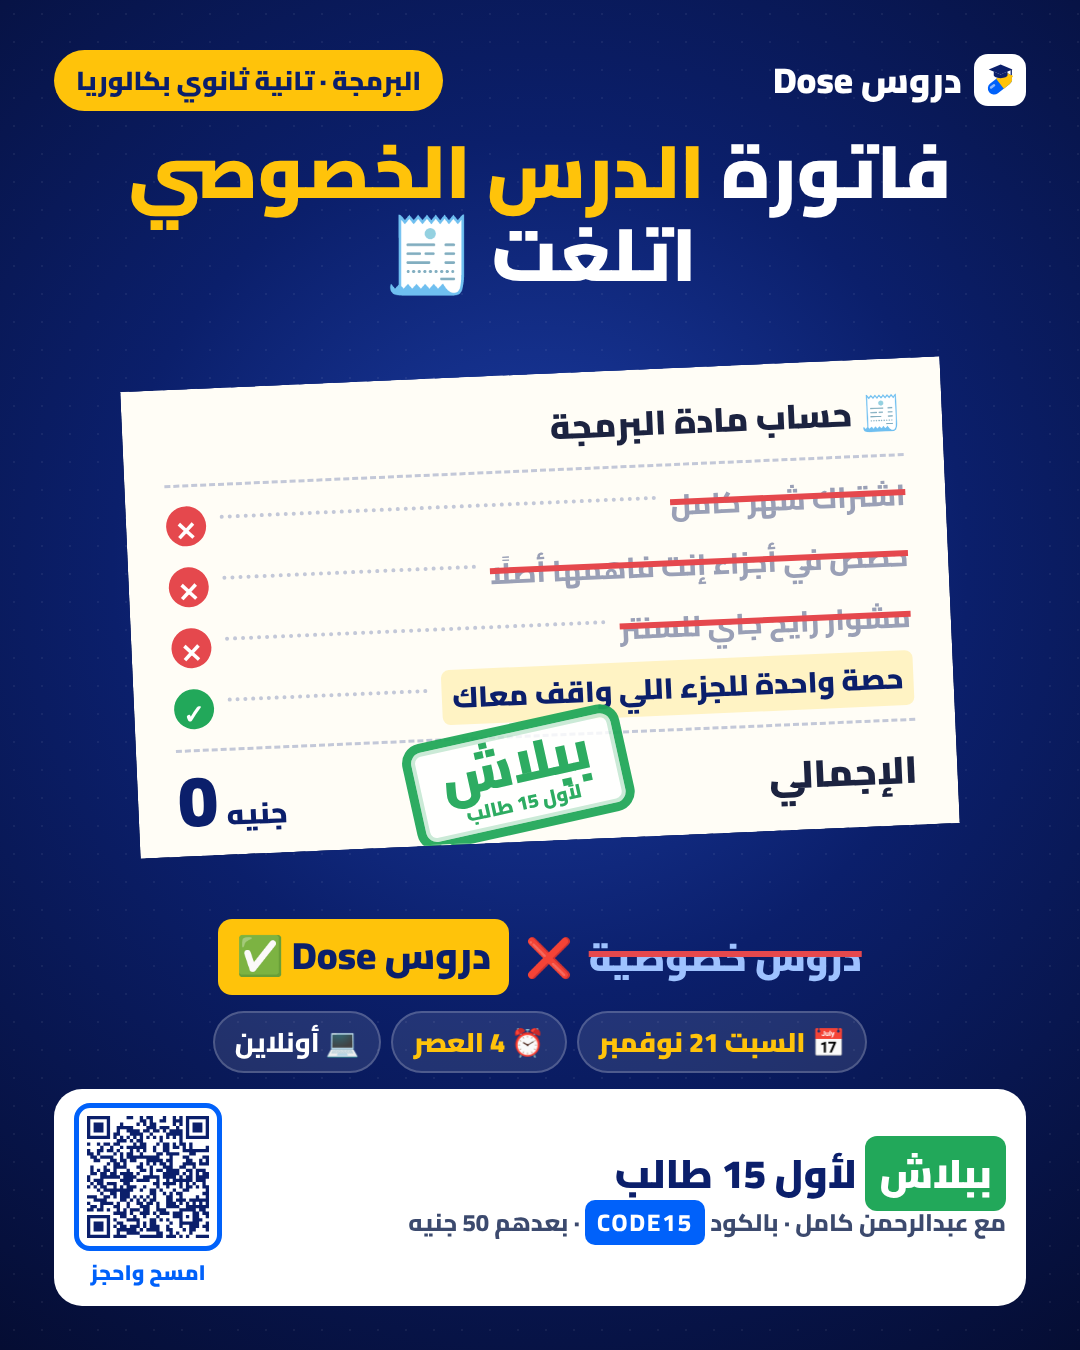 دروس Dose
البرمجة · تانية ثانوي بكالوريا
فاتورة الدرس الخصوصي
اتلغت 🧾
🧾 حساب مادة البرمجة
اشتراك شهر كامل
حصص في أجزاء إنت فاهمها أصلًا
مشوار رايح جاي للسنتر
حصة واحدة للجزء اللي واقف معاك
الإجمالي
ببلاش
لأول 15 طالب
0 جنيه
دروس خصوصية ❌ دروس Dose ✅
📅 السبت 21 نوفمبر
⏰ 4 العصر
💻 أونلاين
ببلاش لأول 15 طالب
مع عبدالرحمن كامل · بالكود CODE15 · بعدهم 50 جنيه
امسح واحجز